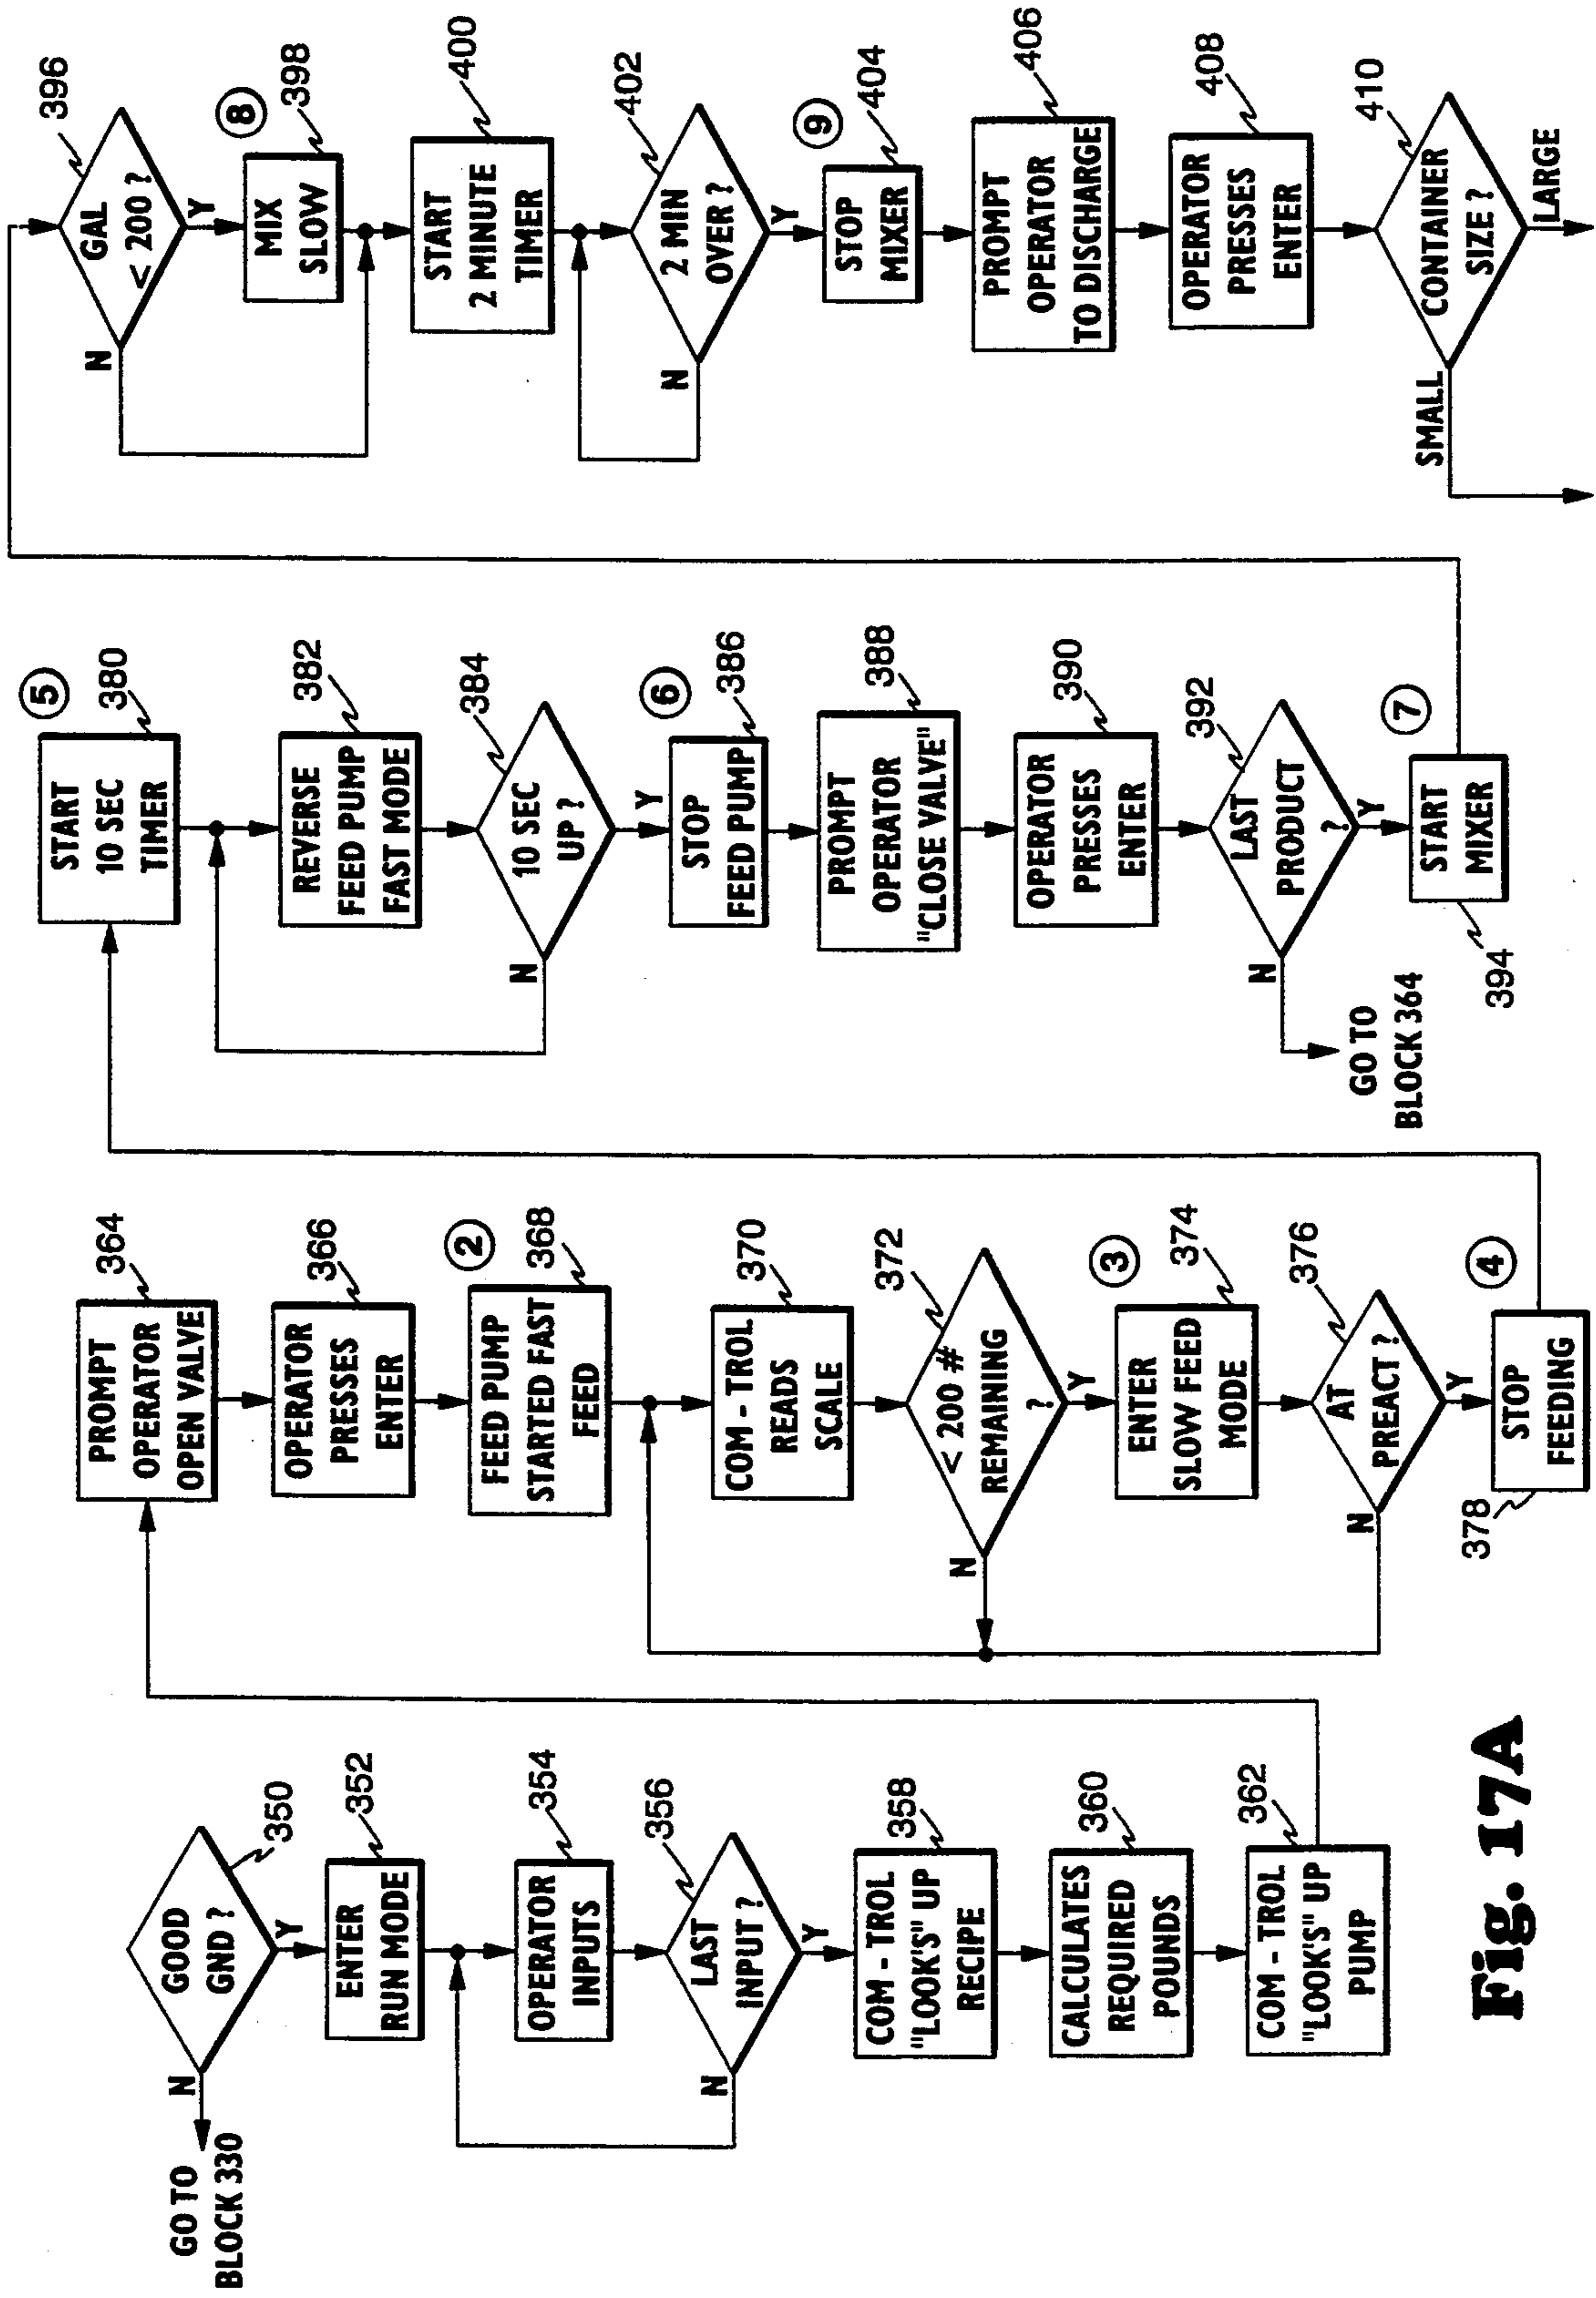 GOOD
GND ?
350
N
GO TO
BLOCK 330
Y
ENTER
RUN MODE
352
OPERATOR
INPUTS
354
LAST
INPUT ?
356
N
Y
COM - TROL
"LOOK'S" UP
RECIPE
358
CALCULATES
REQUIRED
POUNDS
360
COM - TROL
"LOOK'S" UP
PUMP
362
PROMPT
OPERATOR
OPEN VALVE
364
OPERATOR
PRESSES
ENTER
366
2
FEED PUMP
STARTED FAST
FEED
368
COM - TROL
READS
SCALE
370
< 200 #
REMAINING
?
372
N
Y
3
ENTER
SLOW FEED
MODE
374
AT
PREACT ?
376
N
Y
4
STOP
FEEDING
378
5
START
10 SEC
TIMER
380
REVERSE
FEED PUMP
FAST MODE
382
10 SEC
UP ?
384
N
Y
6
STOP
FEED PUMP
386
PROMPT
OPERATOR
"CLOSE VALVE"
388
OPERATOR
PRESSES
ENTER
390
LAST
PRODUCT
?
392
N
GO TO
BLOCK 364
Y
7
START
MIXER
394
GAL
< 200 ?
396
N
Y
8
MIX
SLOW
398
START
2 MINUTE
TIMER
400
2 MIN
OVER ?
402
N
Y
9
STOP
MIXER
404
PROMPT
OPERATOR
TO DISCHARGE
406
OPERATOR
PRESSES
ENTER
408
CONTAINER
SIZE ?
410
SMALL
LARGE
Fig. 17A